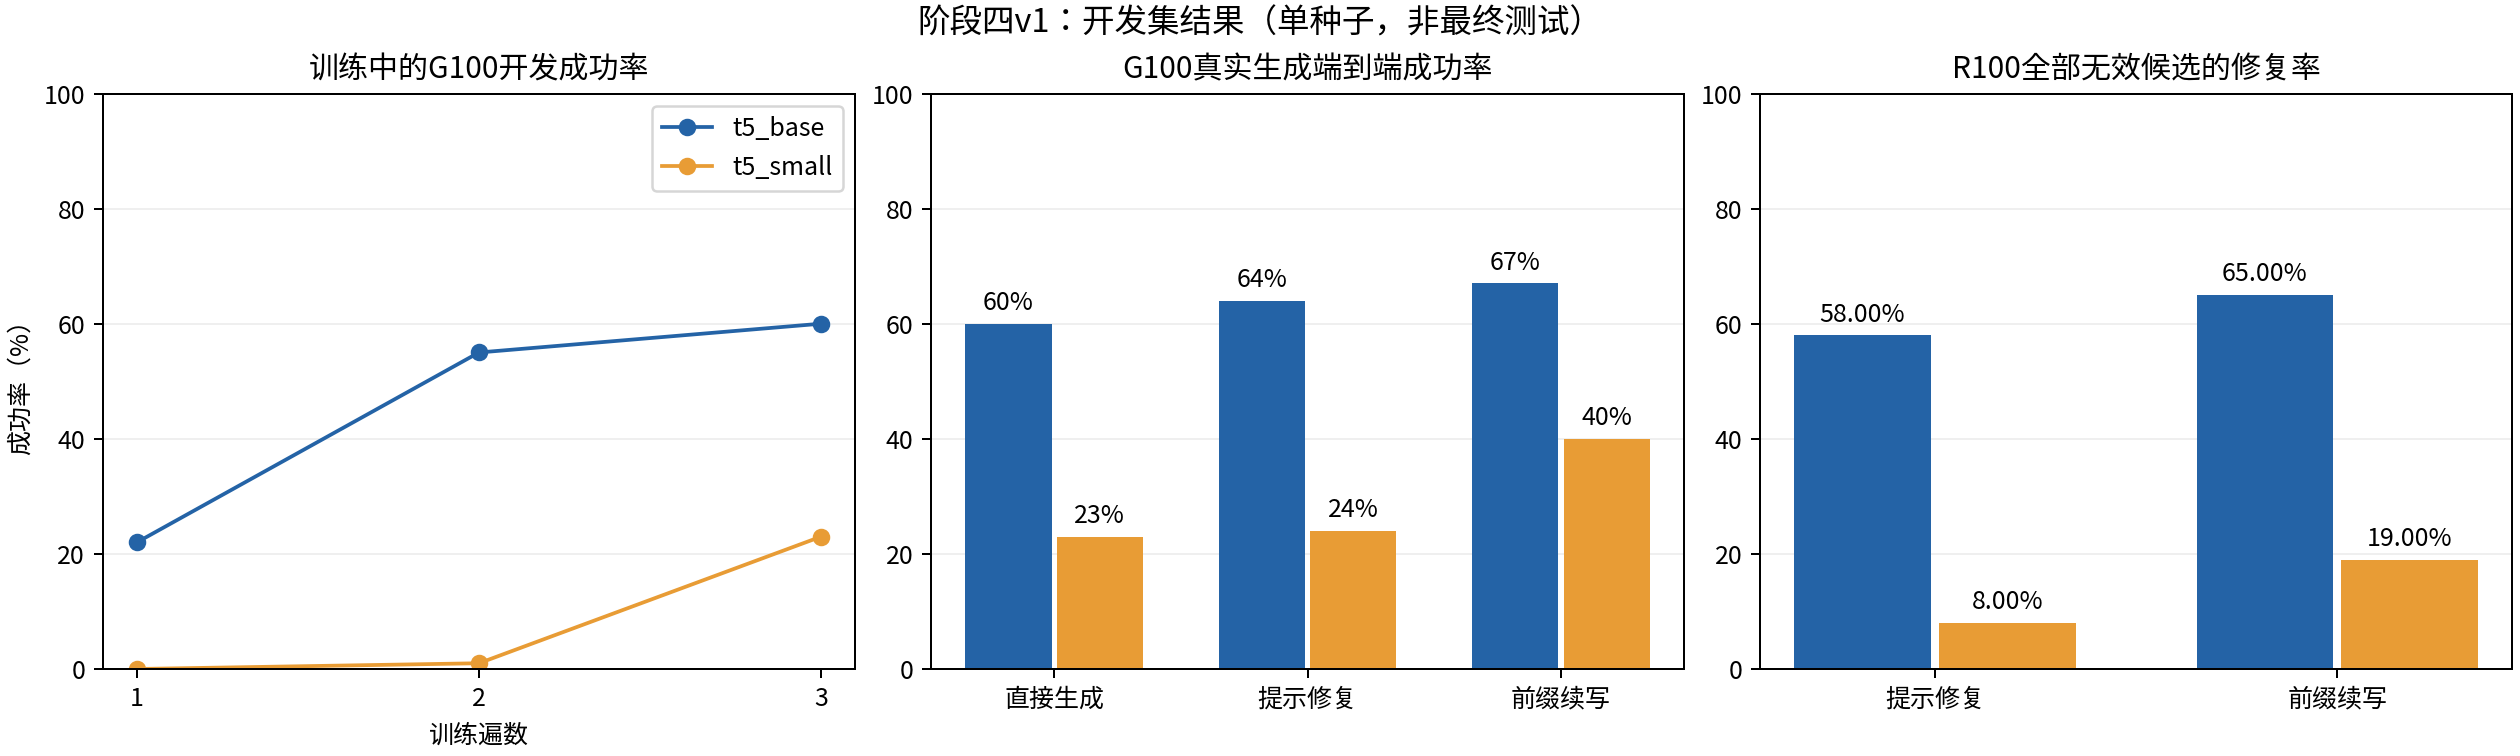 阶段四v1：开发集结果（单种子，非最终测试）
训练中的G100开发成功率
100
80
60
40
20
0
成功率（%）
t5_base
t5_small
1
2
3
训练遍数
G100真实生成端到端成功率
100
80
60
40
20
0
60%
23%
64%
24%
67%
40%
直接生成
提示修复
前缀续写
R100全部无效候选的修复率
100
80
60
40
20
0
58.00%
8.00%
65.00%
19.00%
提示修复
前缀续写